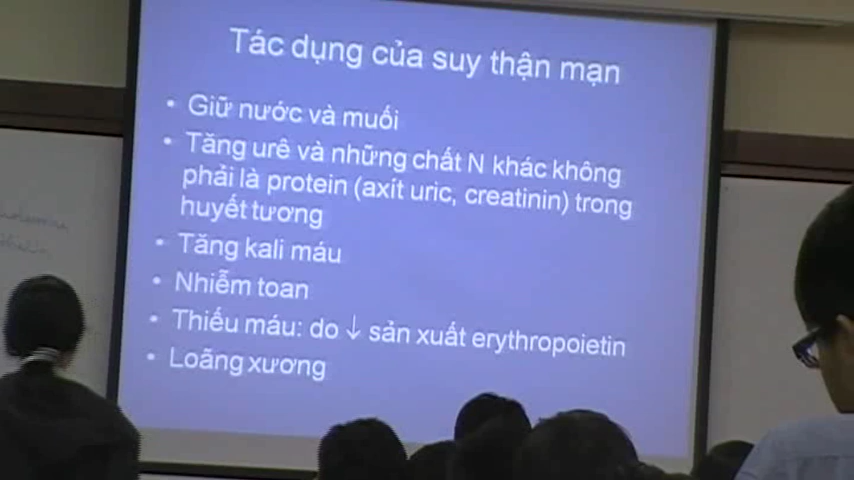 Tác dụng của suy thận mạn
• Giữ nước và muối
• Tăng urê và những chất N khác không
phải là protein (axít uric, creatinin) trong
huyết tương
• Tăng kali máu
• Nhiễm toan
• Thiếu máu: do ↓ sản xuất erythropoietin
• Loãng xương